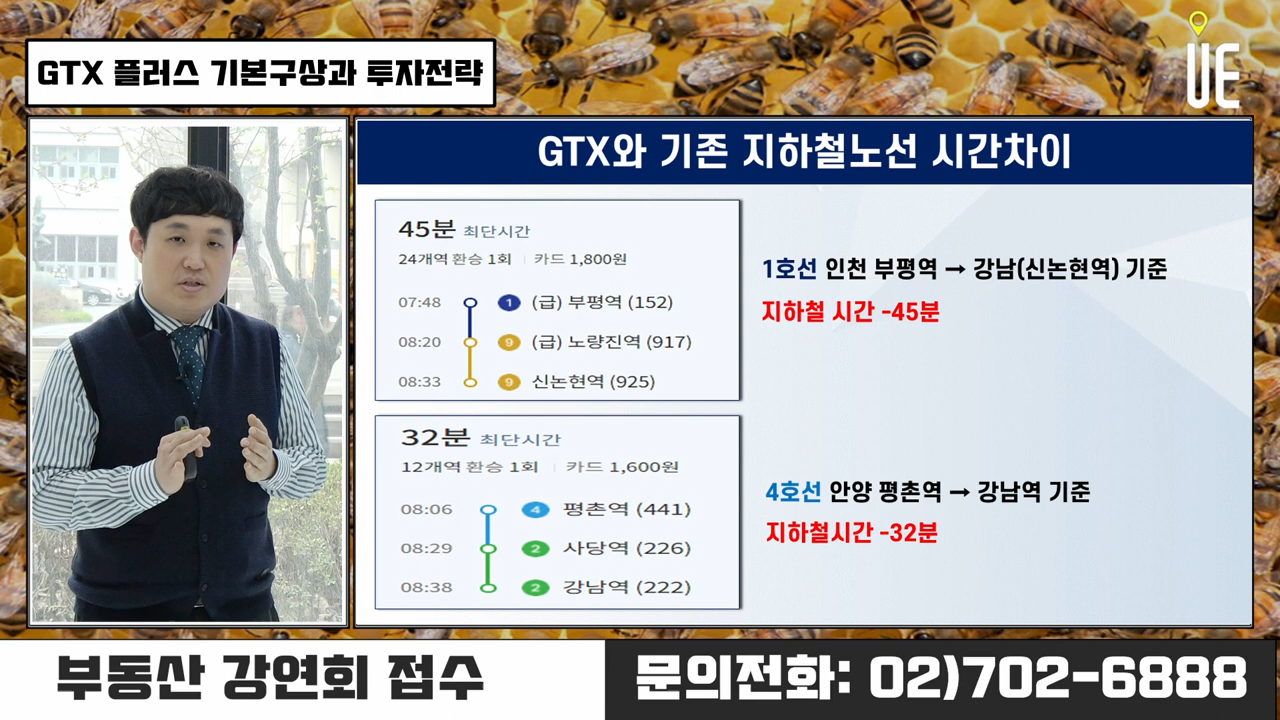 GTX 플러스 기본구상과 투자전략
UE
GTX와 기존 지하철노선 시간차이
45분 최단시간
24개역 환승 1회 카드 1,800원
07:48 1 (급) 부평역 (152)
08:20 9 (급) 노량진역 (917)
08:33 9 신논현역 (925)
1호선 인천 부평역 → 강남(신논현역) 기준
지하철 시간 -45분
32분 최단시간
12개역 환승 1회 카드 1,600원
08:06 4 평촌역 (441)
08:29 2 사당역 (226)
08:38 2 강남역 (222)
4호선 안양 평촌역 → 강남역 기준
지하철시간 -32분
부동산 강연회 접수
문의전화: 02)702-6888